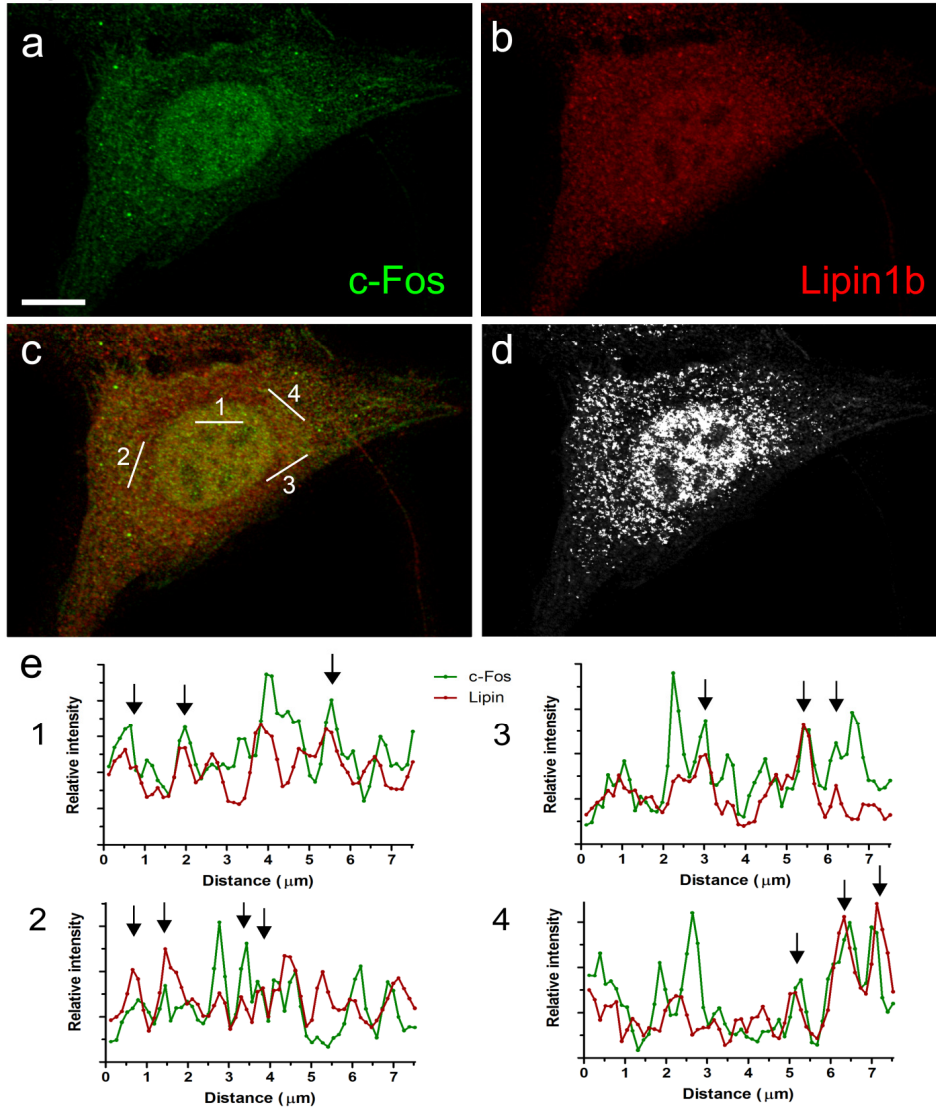 a
c-Fos
b
Lipin1b
c
1
2
3
4
d
e
1
Relative intensity
0 1 2 3 4 5 6 7
Distance (μm)
c-Fos
Lipin
3
Relative intensity
0 1 2 3 4 5 6 7
Distance (μm)
2
Relative intensity
0 1 2 3 4 5 6 7
Distance (μm)
4
Relative intensity
0 1 2 3 4 5 6 7
Distance (μm)